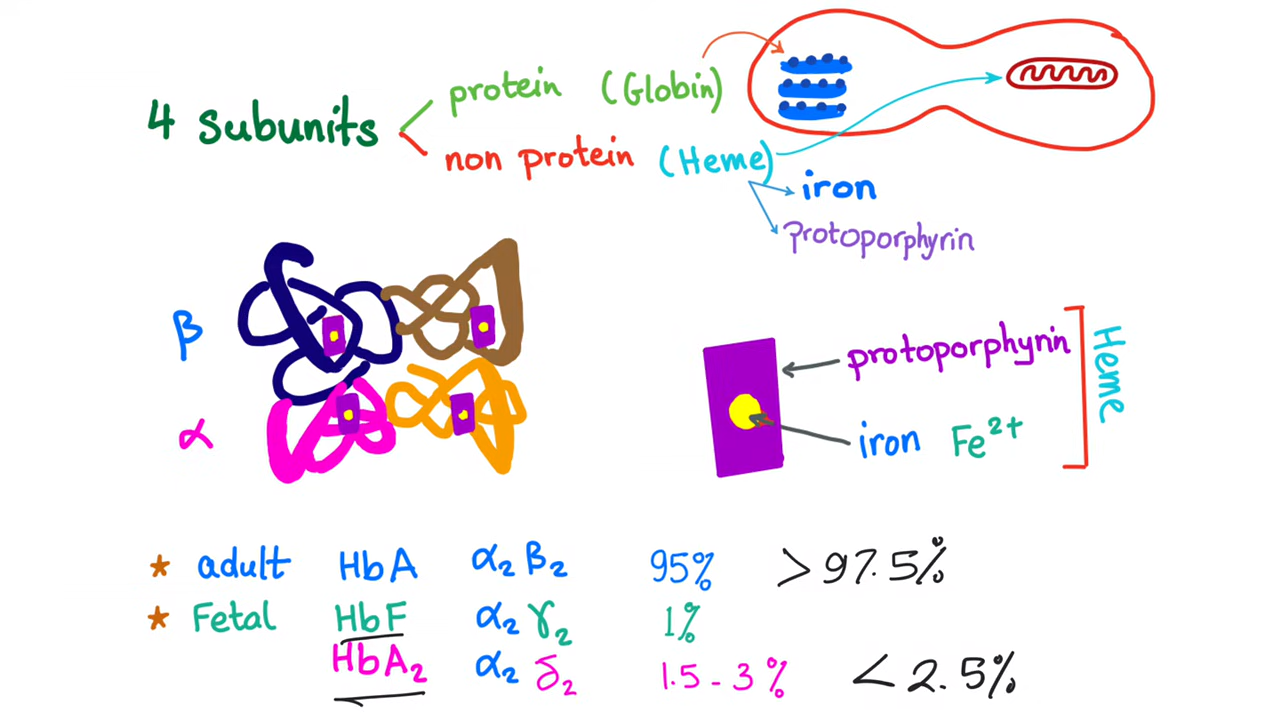 4 subunits
protein (Globin)
non protein (Heme)
iron
protoporphyrin
β
α
protoporphyrin
iron Fe²⁺
Heme
* adult HbA α₂ β₂ 95% >97.5%
* Fetal HbF α₂ γ₂ 1%
HbA₂ α₂ δ₂ 1.5 - 3% <2.5%